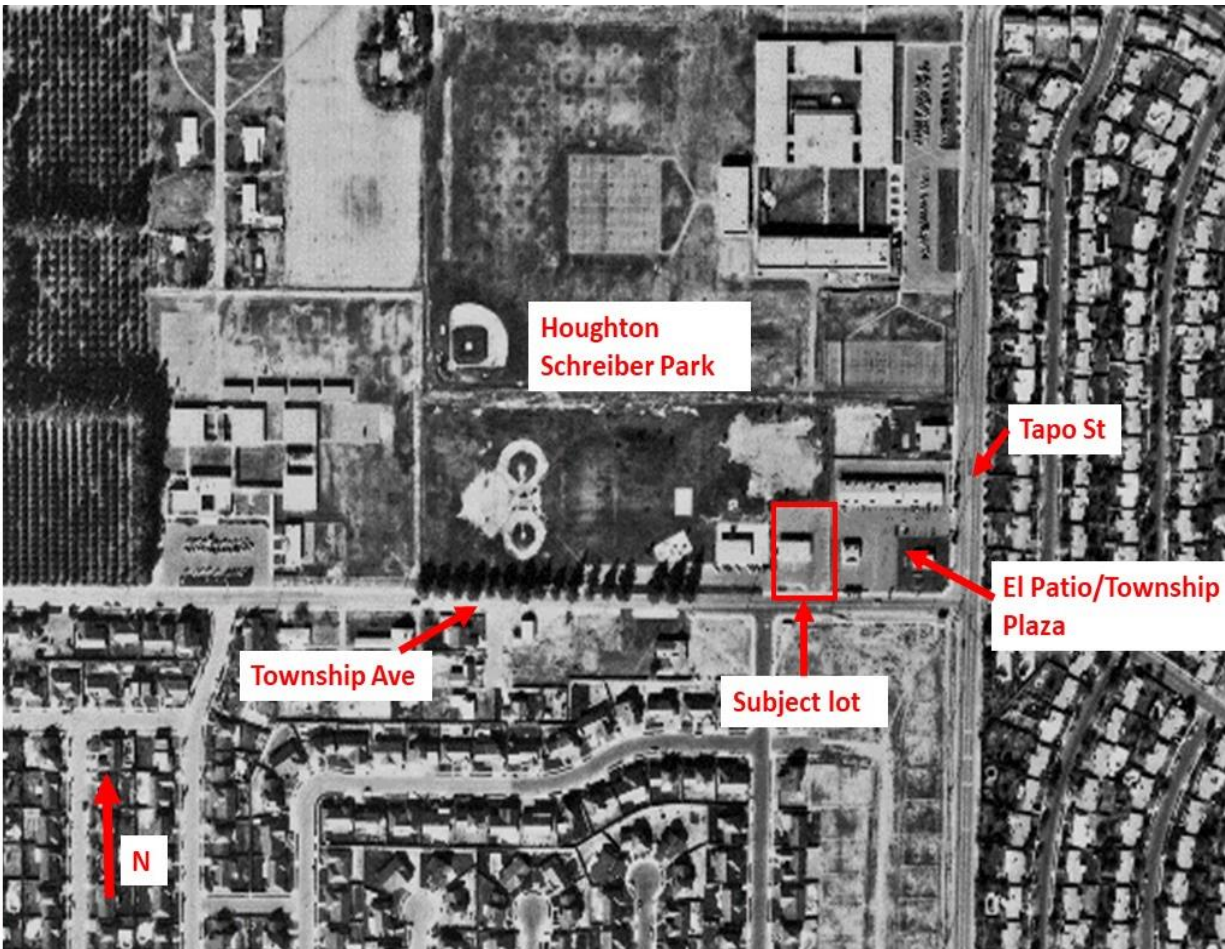 Houghton
Schreiber Park
Tapo St
El Patio/Township
Plaza
Township Ave
Subject lot
N